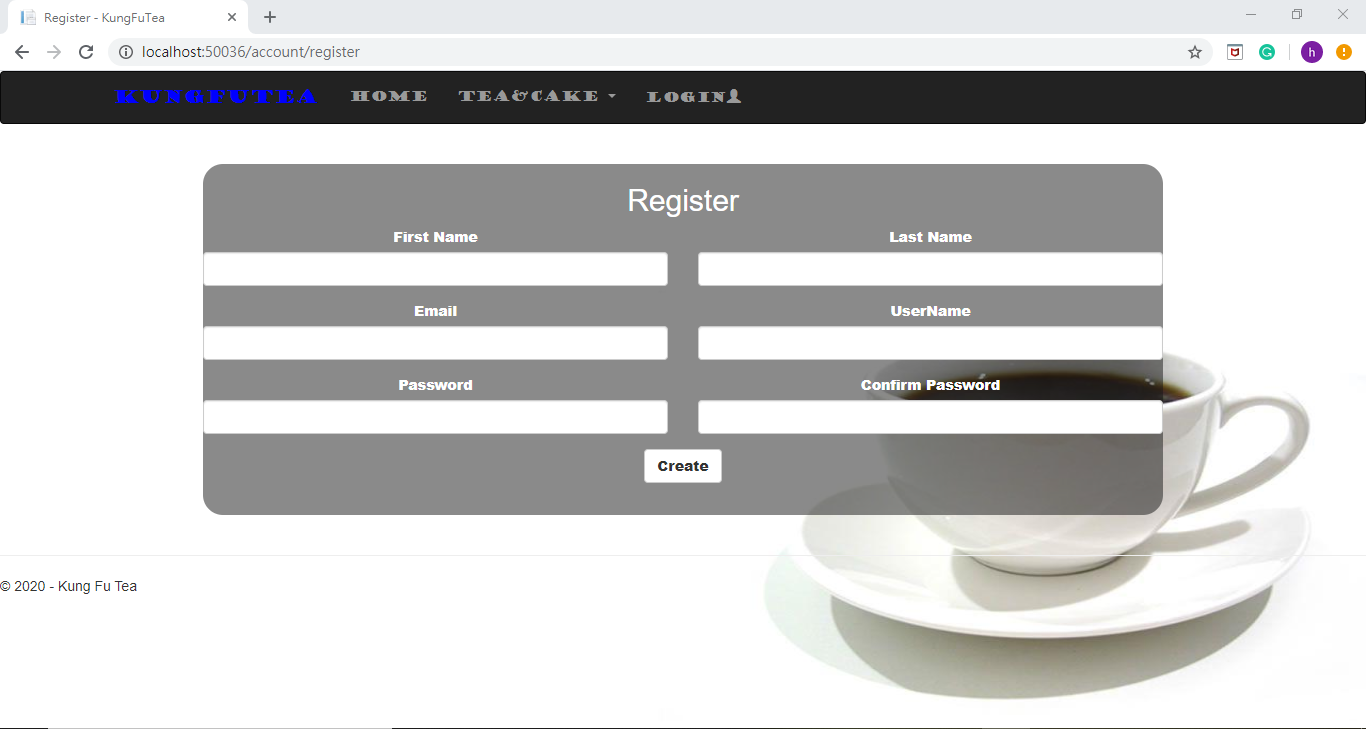 Register - KungFuTea
localhost:50036/account/register
h
KUNGFUTEA HOME TEA&CAKE LOGIN
Register
First Name Last Name
Email UserName
Password Confirm Password
Create
© 2020 - Kung Fu Tea